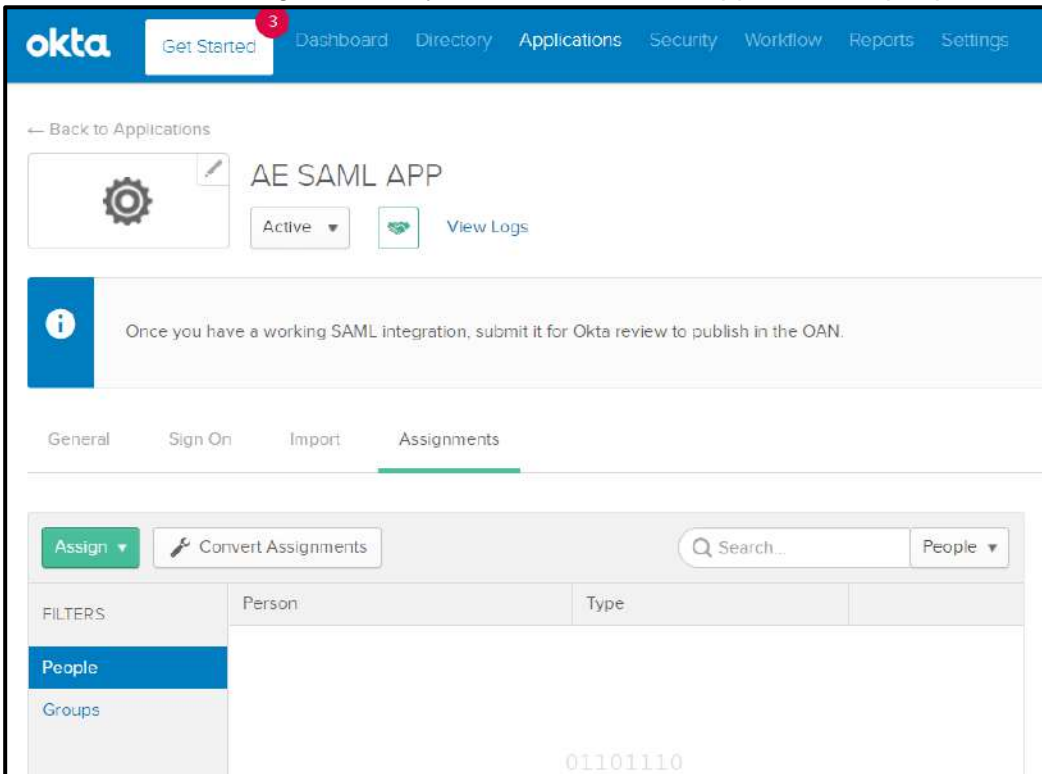 okta
Get Started
3
Dashboard
Directory
Applications
Security
Workflow
Reports
Settings
← Back to Applications
AE SAML APP
Active
View Logs
Once you have a working SAML integration, submit it for Okta review to publish in the OAN.
General
Sign On
Import
Assignments
Assign
Convert Assignments
Search...
People
FILTERS
Person
Type
People
Groups
01101110